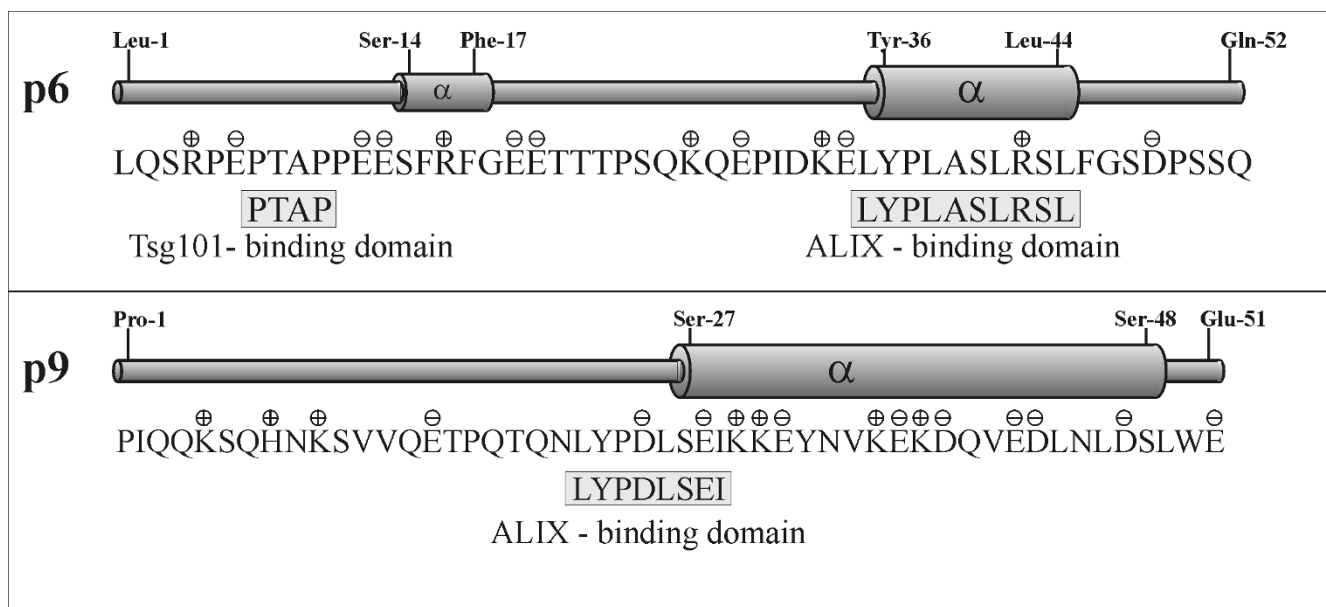 Leu-1 Ser-14 Phe-17 Tyr-36 Leu-44 Gln-52
p6 α α
⊕ ⊖ ⊖ ⊖ ⊕ ⊖ ⊖ ⊕ ⊖ ⊕ ⊖ ⊕ ⊖
LQSRPEPTAPPEESFRFGEETTTPSQKQEPIDKELYPLASLRSLFGSDPSSQ
PTAP LYPLASLRSL
Tsg101- binding domain ALIX - binding domain
Pro-1 Ser-27 Ser-48 Glu-51
p9 α
⊕ ⊕ ⊕ ⊖ ⊖ ⊖ ⊕ ⊕ ⊖ ⊕ ⊖ ⊕ ⊖ ⊖ ⊖ ⊖ ⊖
PIQQKSQHNKSVVQETPQTQNLYPDLSEIKKEYNVKEKDQVEDLNLDSLWE
LYPDLSEI
ALIX - binding domain